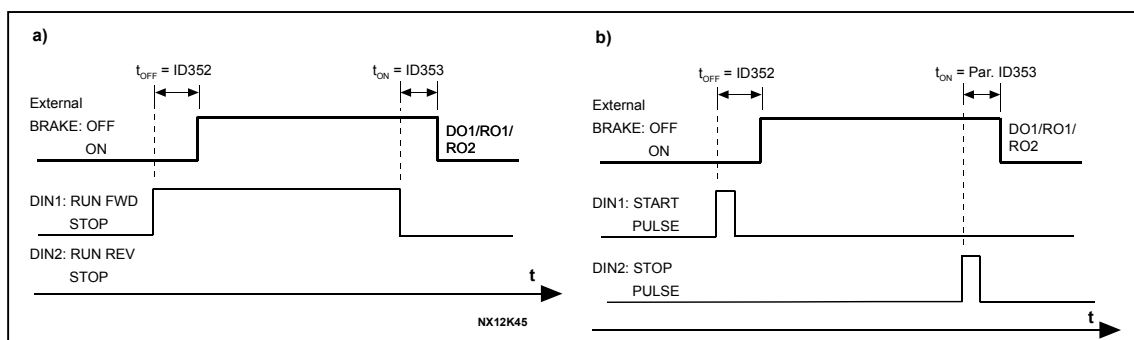 a)
tOFF = ID352
tON = ID353
External
BRAKE: OFF
ON
DO1/RO1/
RO2
DIN1: RUN FWD
STOP
DIN2: RUN REV
STOP
t
NX12K45
b)
tOFF = ID352
tON = Par. ID353
External
BRAKE: OFF
ON
DO1/RO1/
RO2
DIN1: START
PULSE
DIN2: STOP
PULSE
t